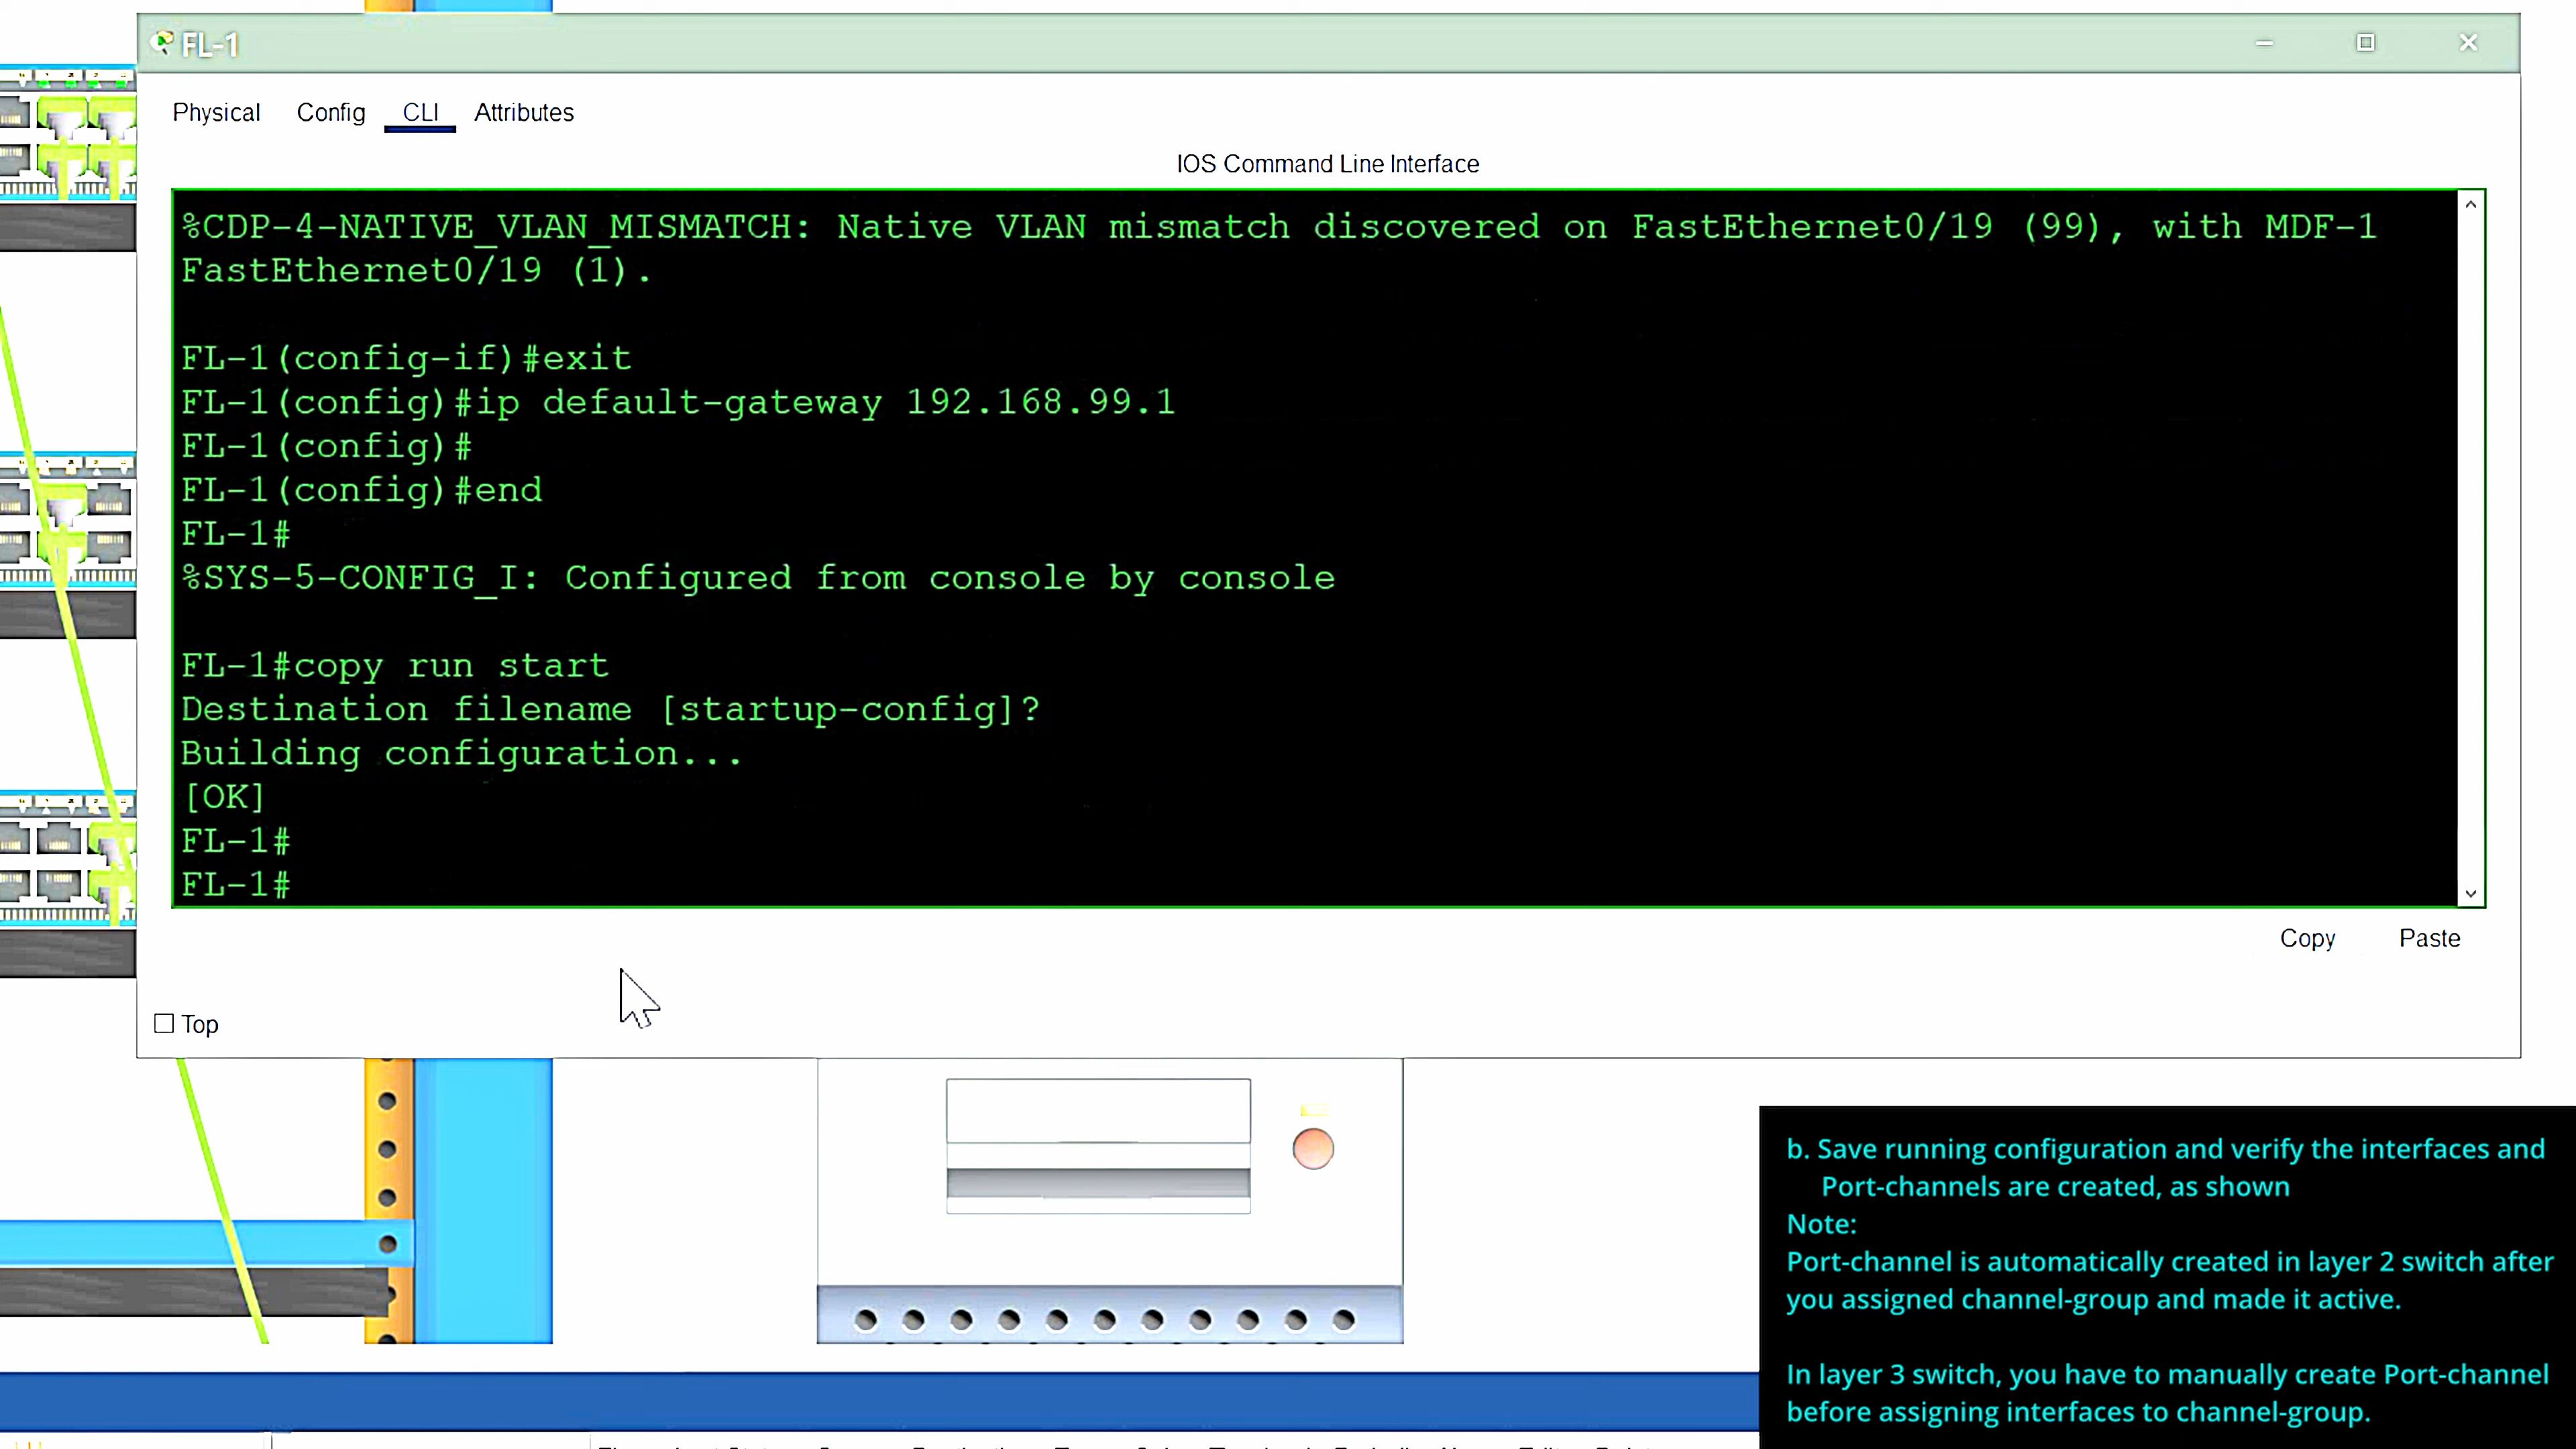 FL-1
Physical Config CLI Attributes
IOS Command Line Interface
%CDP-4-NATIVE_VLAN_MISMATCH: Native VLAN mismatch discovered on FastEthernet0/19 (99), with MDF-1
FastEthernet0/19 (1).
FL-1(config-if)#exit
FL-1(config)#ip default-gateway 192.168.99.1
FL-1(config)#
FL-1(config)#end
FL-1#
%SYS-5-CONFIG_I: Configured from console by console
FL-1#copy run start
Destination filename [startup-config]?
Building configuration...
[OK]
FL-1#
FL-1#
Copy Paste
Top
b. Save running configuration and verify the interfaces and
Port-channels are created, as shown
Note:
Port-channel is automatically created in layer 2 switch after
you assigned channel-group and made it active.
In layer 3 switch, you have to manually create Port-channel
before assigning interfaces to channel-group.